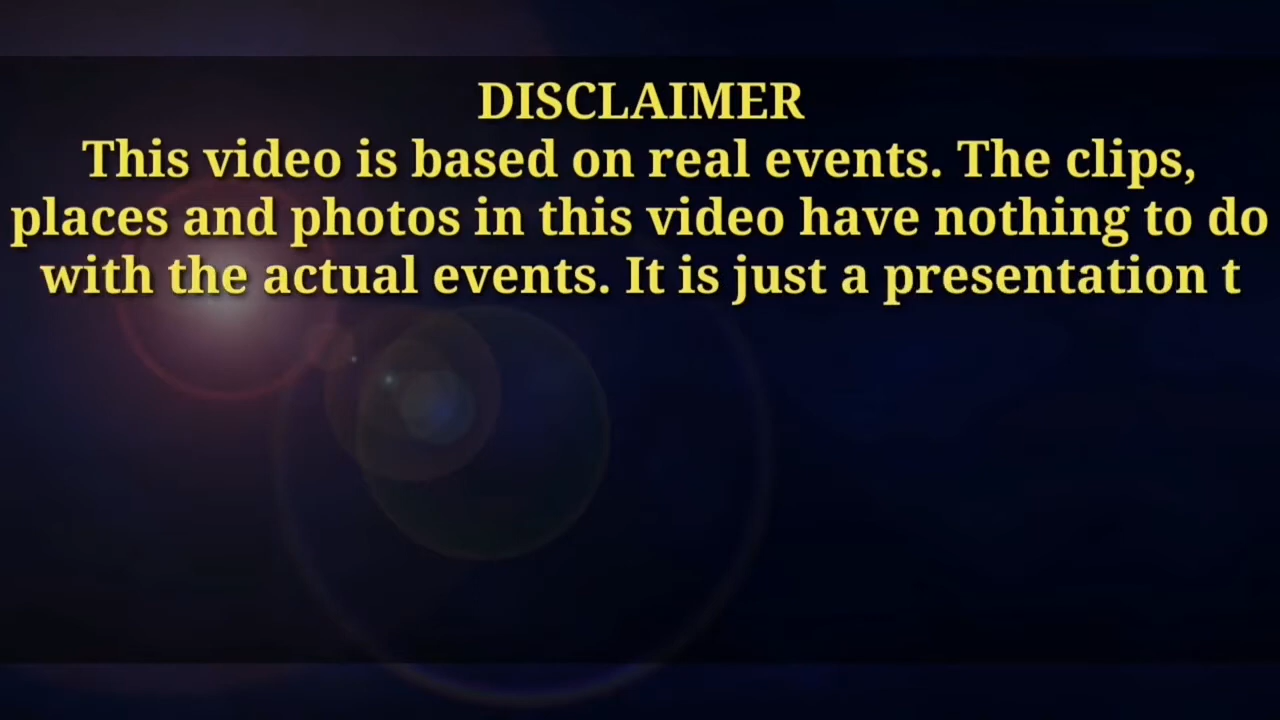 DISCLAIMER
This video is based on real events. The clips,
places and photos in this video have nothing to do
with the actual events. It is just a presentation t